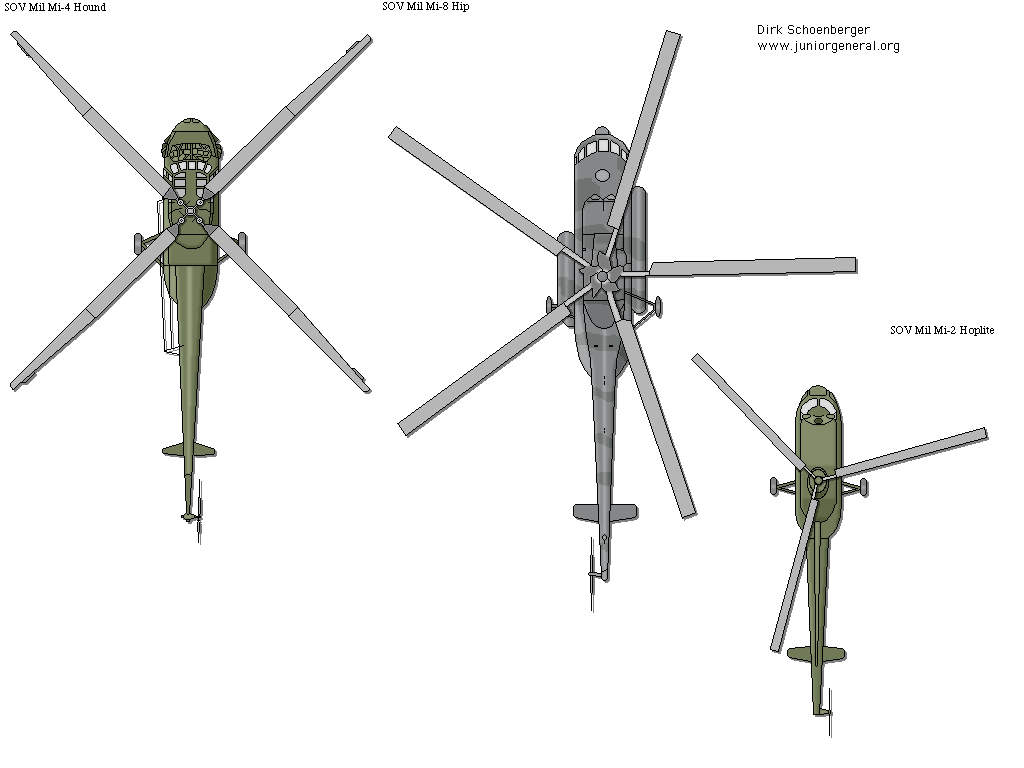 SOV Mil Mi-4 Hound
SOV Mil Mi-8 Hip
Dirk Schoenberger
www.juniorgeneral.org
SOV Mil Mi-2 Hoplite